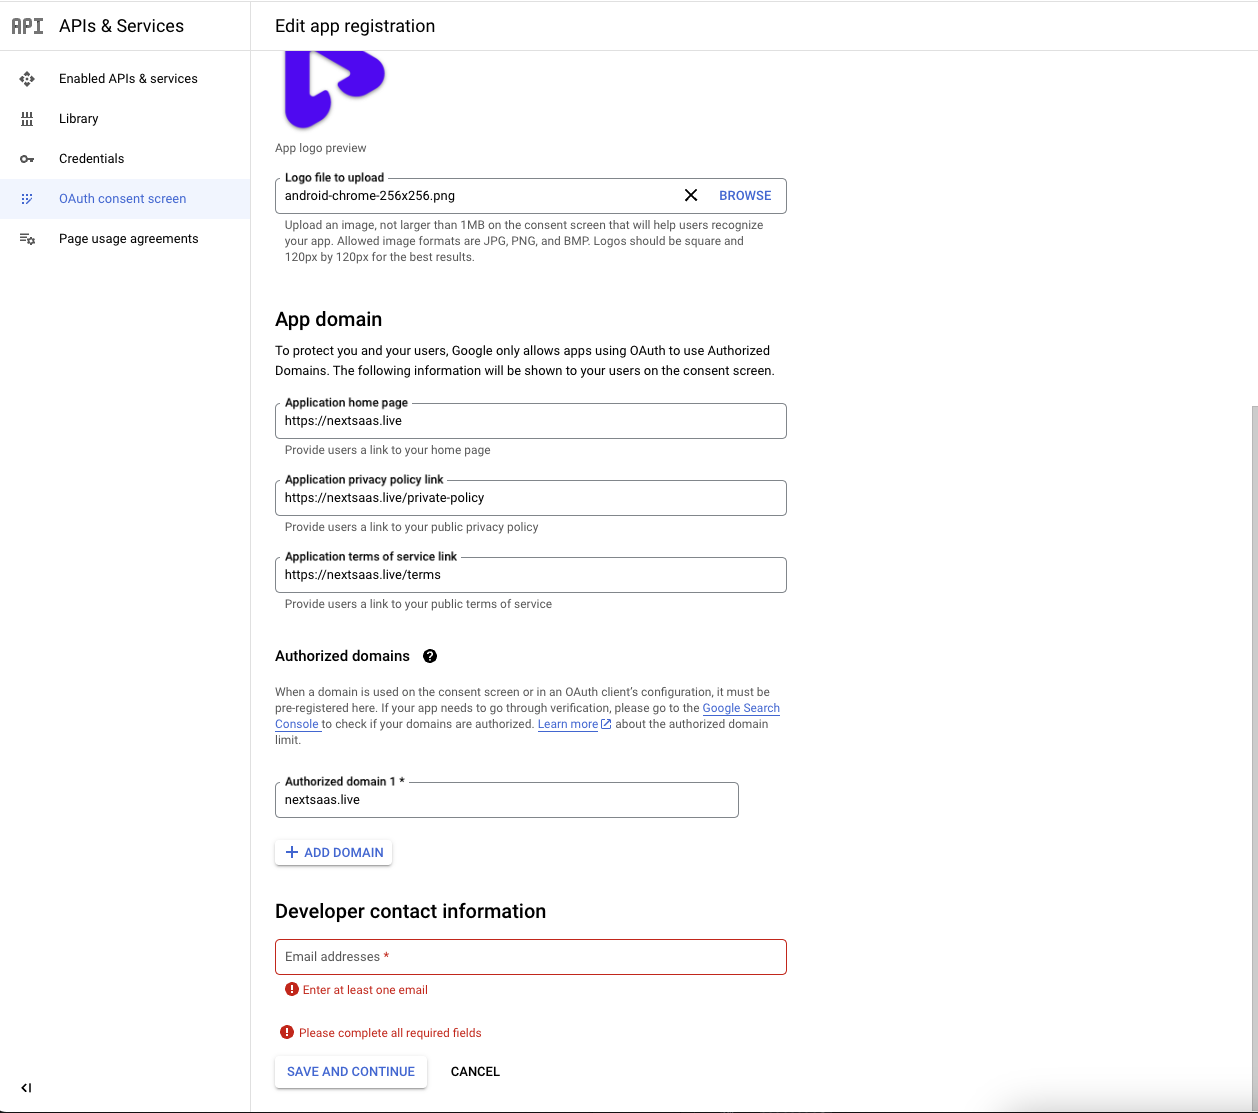 API APIs & Services
Edit app registration
Enabled APIs & services
Library
Credentials
OAuth consent screen
Page usage agreements
App logo preview
Logo file to upload
android-chrome-256x256.png
BROWSE
Upload an image, not larger than 1MB on the consent screen that will help users recognize
your app. Allowed image formats are JPG, PNG, and BMP. Logos should be square and
120px by 120px for the best results.
App domain
To protect you and your users, Google only allows apps using OAuth to use Authorized
Domains. The following information will be shown to your users on the consent screen.
Application home page
https://nextsaas.live
Provide users a link to your home page
Application privacy policy link
https://nextsaas.live/private-policy
Provide users a link to your public privacy policy
Application terms of service link
https://nextsaas.live/terms
Provide users a link to your public terms of service
Authorized domains
When a domain is used on the consent screen or in an OAuth client's configuration, it must be
pre-registered here. If your app needs to go through verification, please go to the Google Search
Console to check if your domains are authorized. Learn more about the authorized domain
limit.
Authorized domain 1 *
nextsaas.live
+ ADD DOMAIN
Developer contact information
Email addresses *
Enter at least one email
Please complete all required fields
SAVE AND CONTINUE
CANCEL